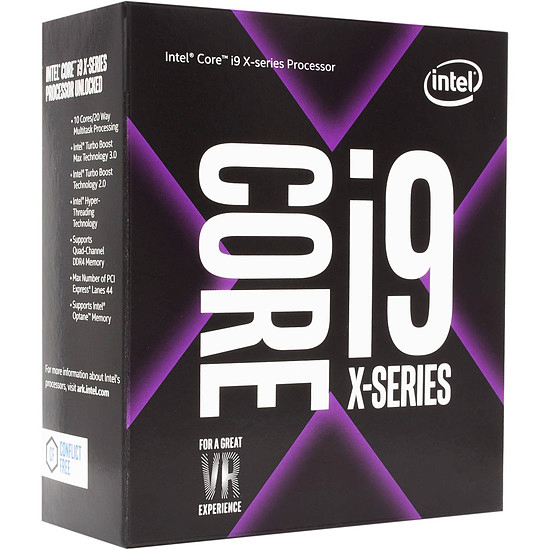 INTEL® CORE™ i9 X-SERIES
PROCESSOR UNLOCKED
• 10 Cores/20 Way
Multitask Processing
• Intel® Turbo Boost
Max Technology 3.0
• Intel® Turbo Boost
Technology 2.0
• Intel® Hyper-
Threading
Technology
• Supports
Quad-Channel
DDR4 Memory
• Max Number of PCI
Express® Lanes 44
• Supports Intel®
Optane™ Memory
For more information about Intel's
processors, visit ark.intel.com
CF
CONFLICT
FREE
Intel® Core™ i9 X-series Processor
intel®
CORE
i9
X-SERIES
FOR A GREAT
VR
EXPERIENCE